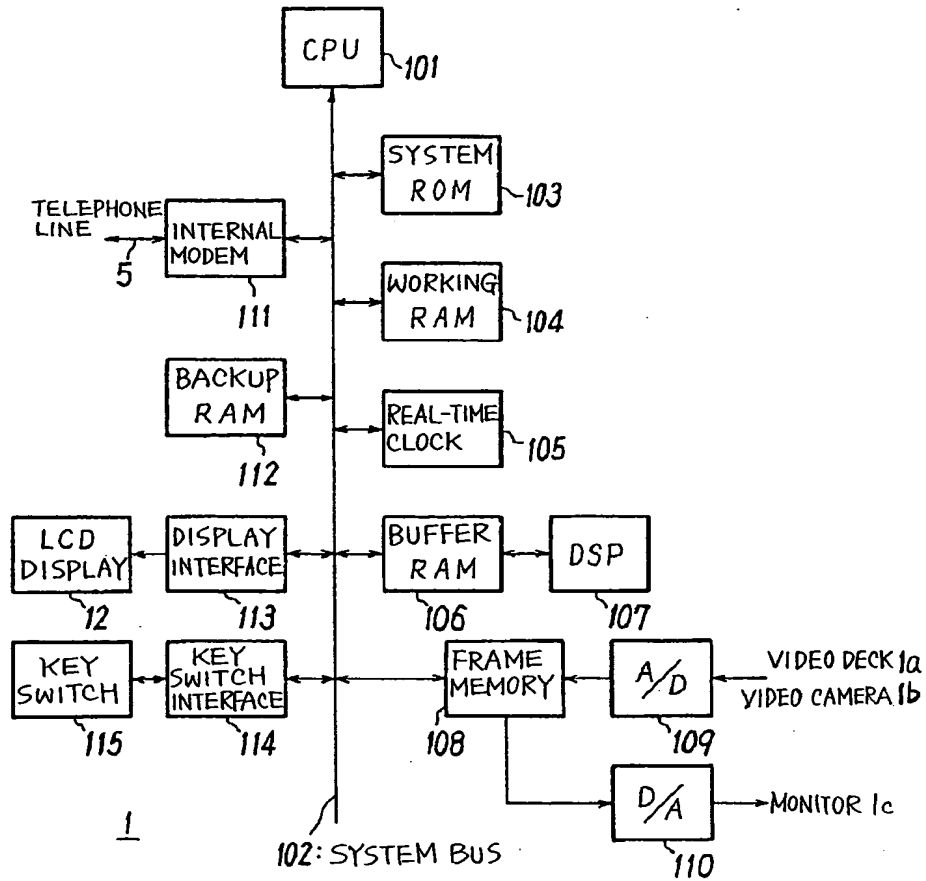 CPU
101
SYSTEM
ROM
103
TELEPHONE
LINE
5
INTERNAL
MODEM
111
WORKING
RAM
104
BACKUP
RAM
112
REAL-TIME
CLOCK
105
LCD
DISPLAY
12
DISPLAY
INTERFACE
113
BUFFER
RAM
106
DSP
107
KEY
SWITCH
115
KEY
SWITCH
INTERFACE
114
FRAME
MEMORY
108
A/D
109
VIDEO DECK 1a
VIDEO CAMERA 1b
D/A
110
MONITOR 1c
1
102: SYSTEM BUS